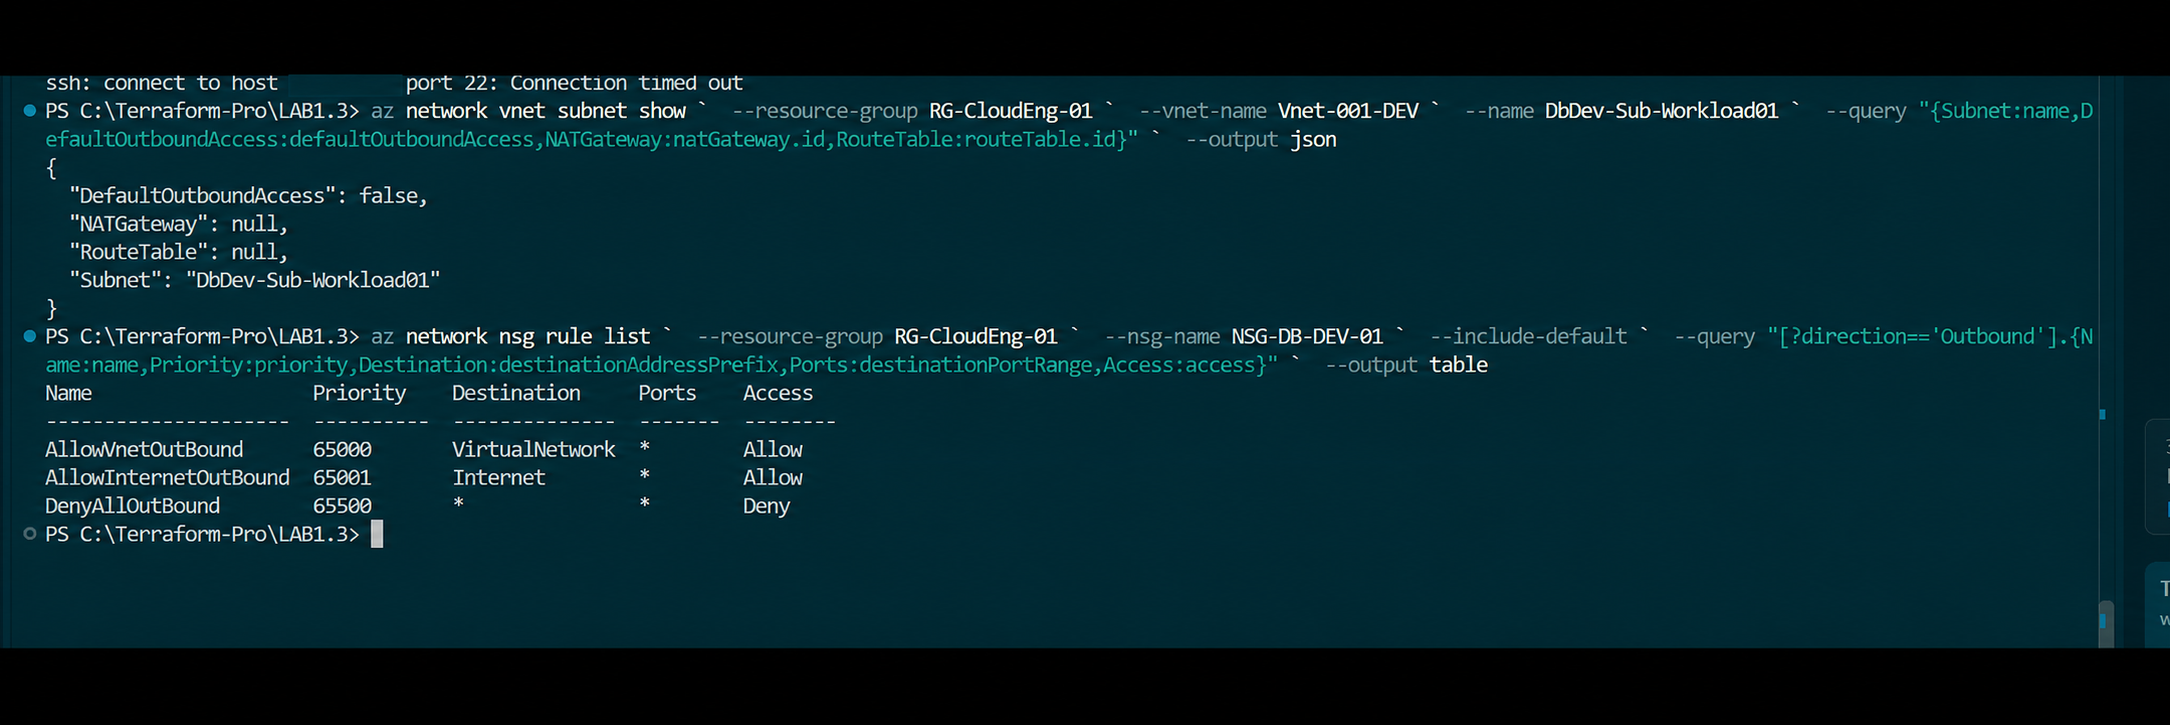 ssh: connect to host port 22: Connection timed out
PS C:\Terraform-Pro\LAB1.3> az network vnet subnet show ` --resource-group RG-CloudEng-01 ` --vnet-name Vnet-001-DEV ` --name DbDev-Sub-Workload01 ` --query "{Subnet:name,D
efaultOutboundAccess:defaultOutboundAccess,NATGateway:natGateway.id,RouteTable:routeTable.id}" ` --output json
{
"DefaultOutboundAccess": false,
"NATGateway": null,
"RouteTable": null,
"Subnet": "DbDev-Sub-Workload01"
}
PS C:\Terraform-Pro\LAB1.3> az network nsg rule list ` --resource-group RG-CloudEng-01 ` --nsg-name NSG-DB-DEV-01 ` --include-default ` --query "[?direction=='Outbound'].{N
ame:name,Priority:priority,Destination:destinationAddressPrefix,Ports:destinationPortRange,Access:access}" ` --output table
Name Priority Destination Ports Access
--------------------- ---------- -------------- ------- --------
AllowVnetOutBound 65000 VirtualNetwork * Allow
AllowInternetOutBound 65001 Internet * Allow
DenyAllOutBound 65500 * * Deny
PS C:\Terraform-Pro\LAB1.3>